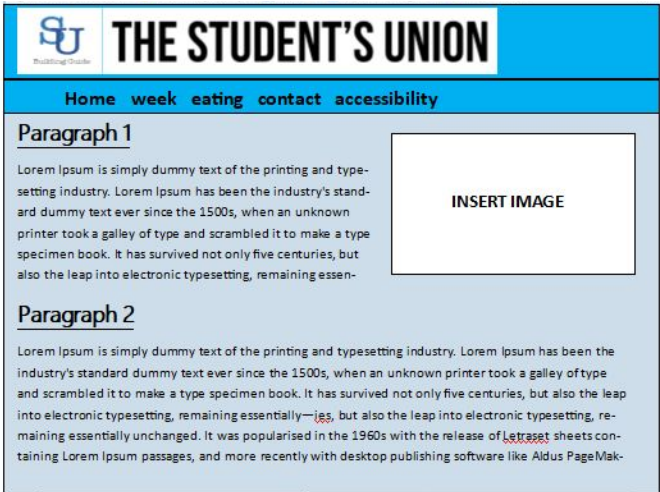 SU
Building Guide
THE STUDENT'S UNION
Home week eating contact accessibility
Paragraph 1
Lorem Ipsum is simply dummy text of the printing and type-
setting industry. Lorem Ipsum has been the industry's stand-
ard dummy text ever since the 1500s, when an unknown
printer took a galley of type and scrambled it to make a type
specimen book. It has survived not only five centuries, but
also the leap into electronic typesetting, remaining essen-
INSERT IMAGE
Paragraph 2
Lorem Ipsum is simply dummy text of the printing and typesetting industry. Lorem Ipsum has been the
industry's standard dummy text ever since the 1500s, when an unknown printer took a galley of type
and scrambled it to make a type specimen book. It has survived not only five centuries, but also the leap
into electronic typesetting, remaining essentially—ies, but also the leap into electronic typesetting, re-
maining essentially unchanged. It was popularised in the 1960s with the release of Letraset sheets con-
taining Lorem Ipsum passages, and more recently with desktop publishing software like Aldus PageMak-